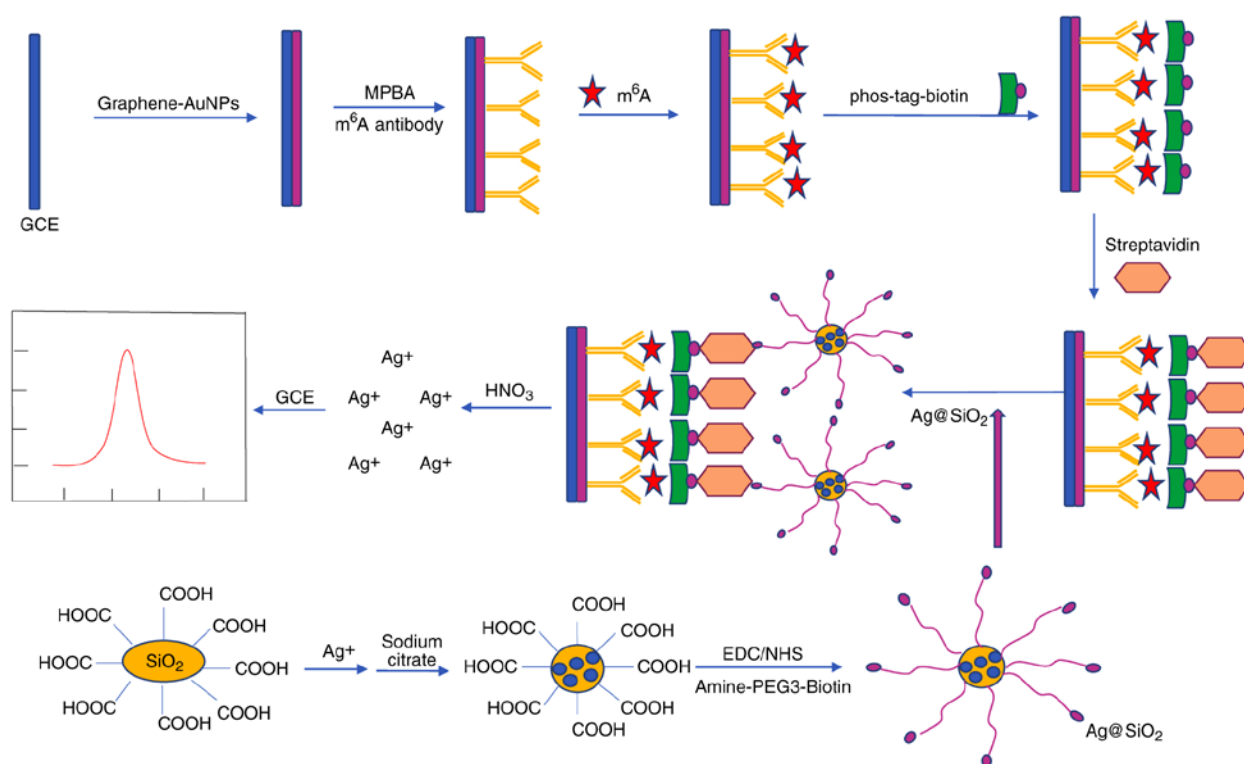 GCE
Graphene-AuNPs
MPBA
m⁶A antibody
m⁶A
phos-tag-biotin
Streptavidin
Ag@SiO₂
HNO₃
Ag+
Ag+ Ag+
Ag+
Ag+ Ag+
GCE
COOH
HOOC COOH
HOOC SiO₂ COOH
HOOC COOH
COOH
Ag+
Sodium
citrate
COOH
HOOC COOH
HOOC COOH
HOOC COOH
COOH
EDC/NHS
Amine-PEG3-Biotin
Ag@SiO₂